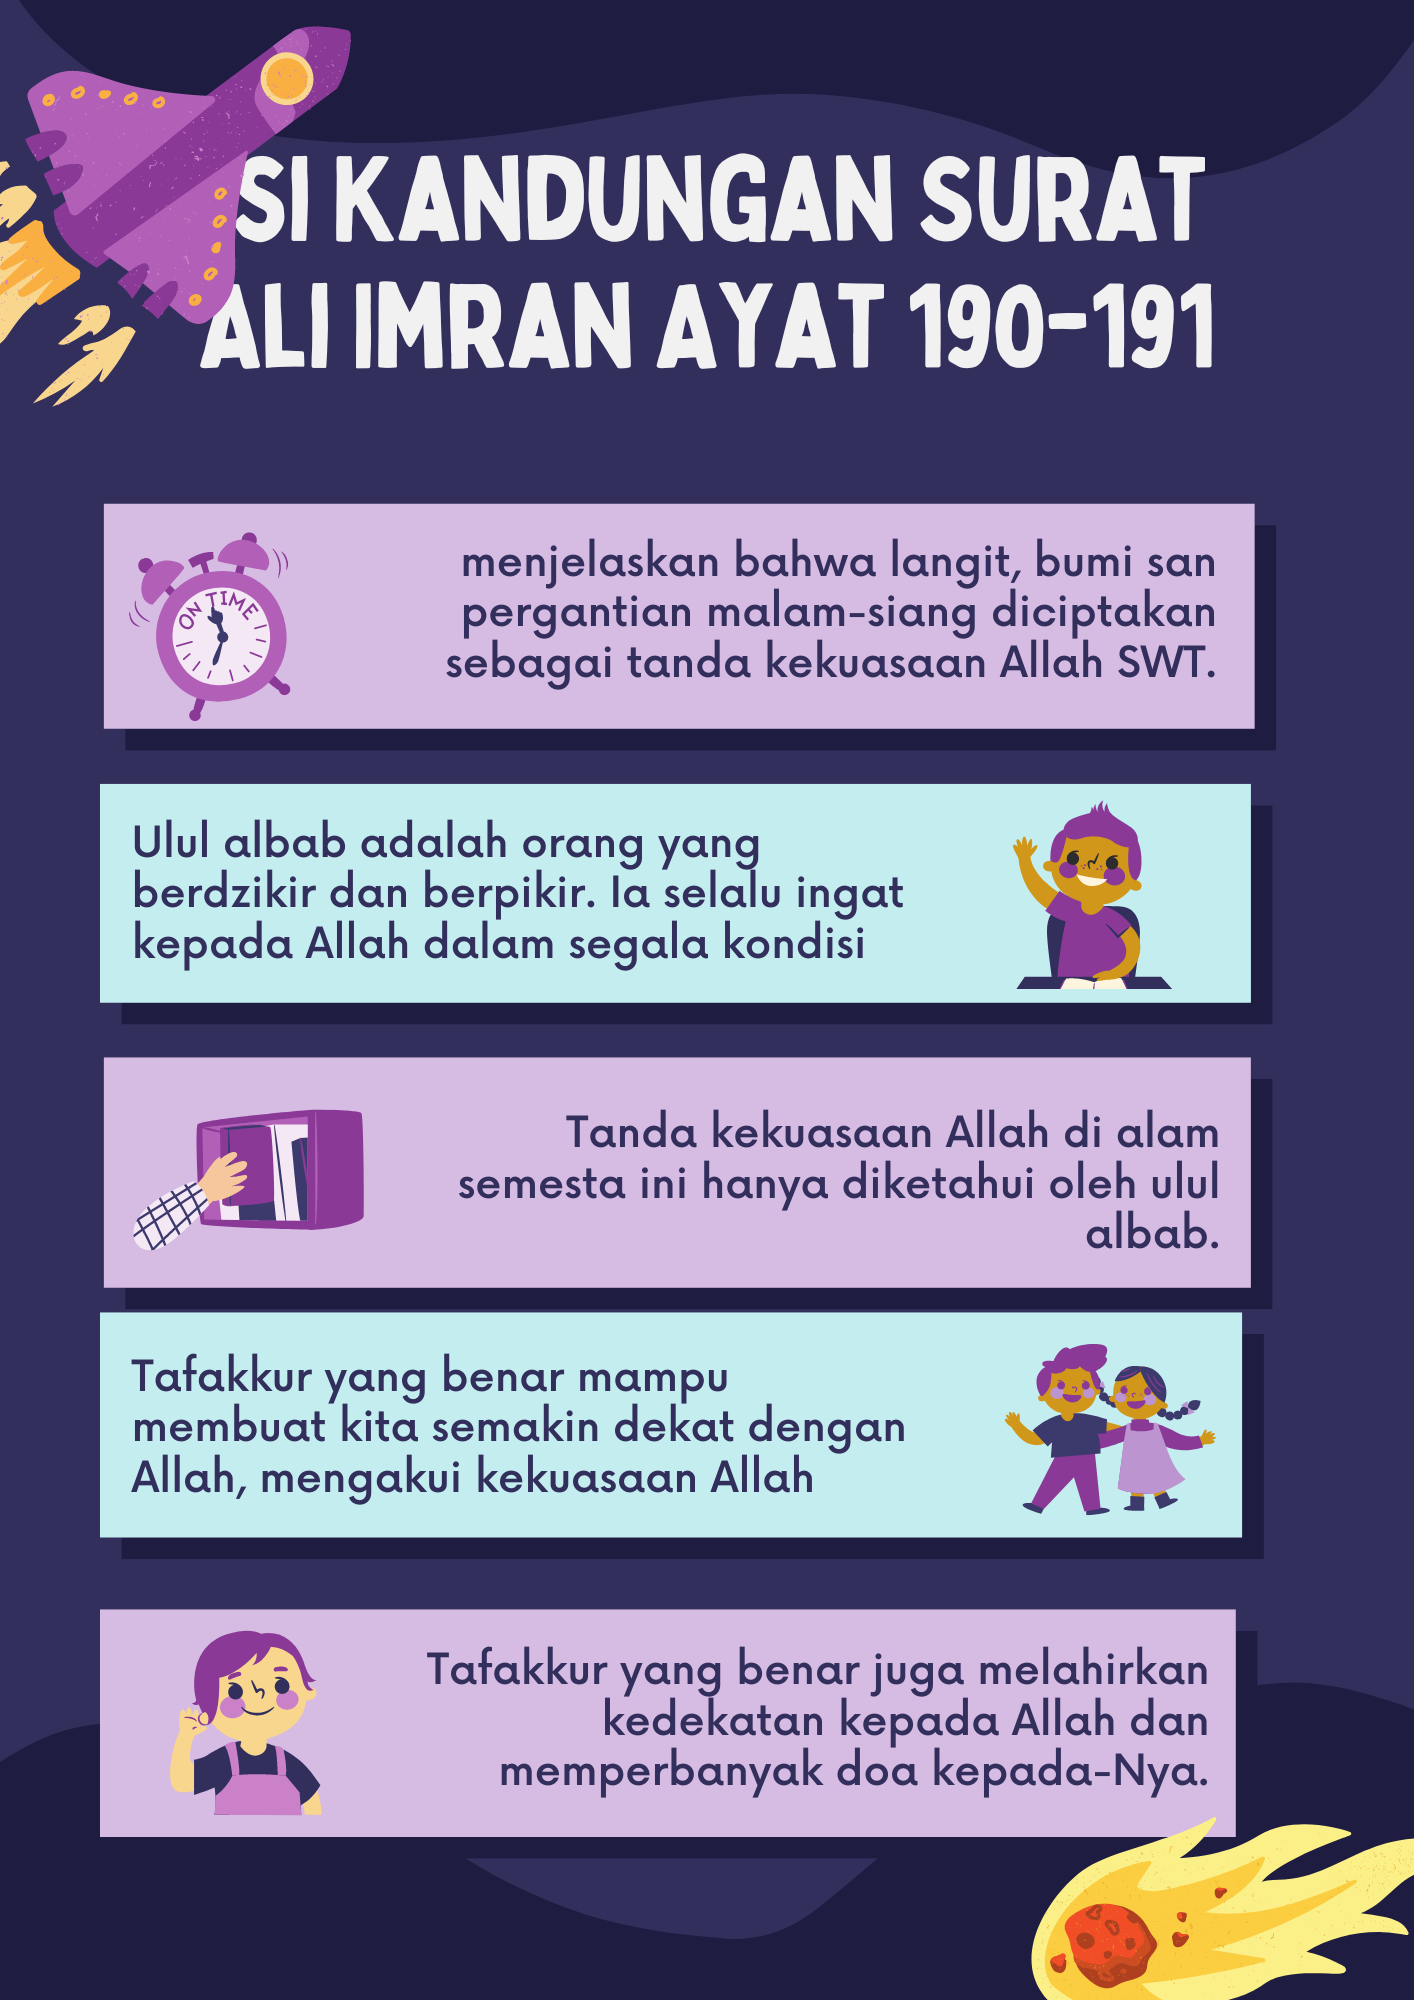 SI KANDUNGAN SURAT
ALI IMRAN AYAT 190-191
ON TIME
menjelaskan bahwa langit, bumi san
pergantian malam-siang diciptakan
sebagai tanda kekuasaan Allah SWT.
Ulul albab adalah orang yang
berdzikir dan berpikir. Ia selalu ingat
kepada Allah dalam segala kondisi
Tanda kekuasaan Allah di alam
semesta ini hanya diketahui oleh ulul
albab.
Tafakkur yang benar mampu
membuat kita semakin dekat dengan
Allah, mengakui kekuasaan Allah
Tafakkur yang benar juga melahirkan
kedekatan kepada Allah dan
memperbanyak doa kepada-Nya.